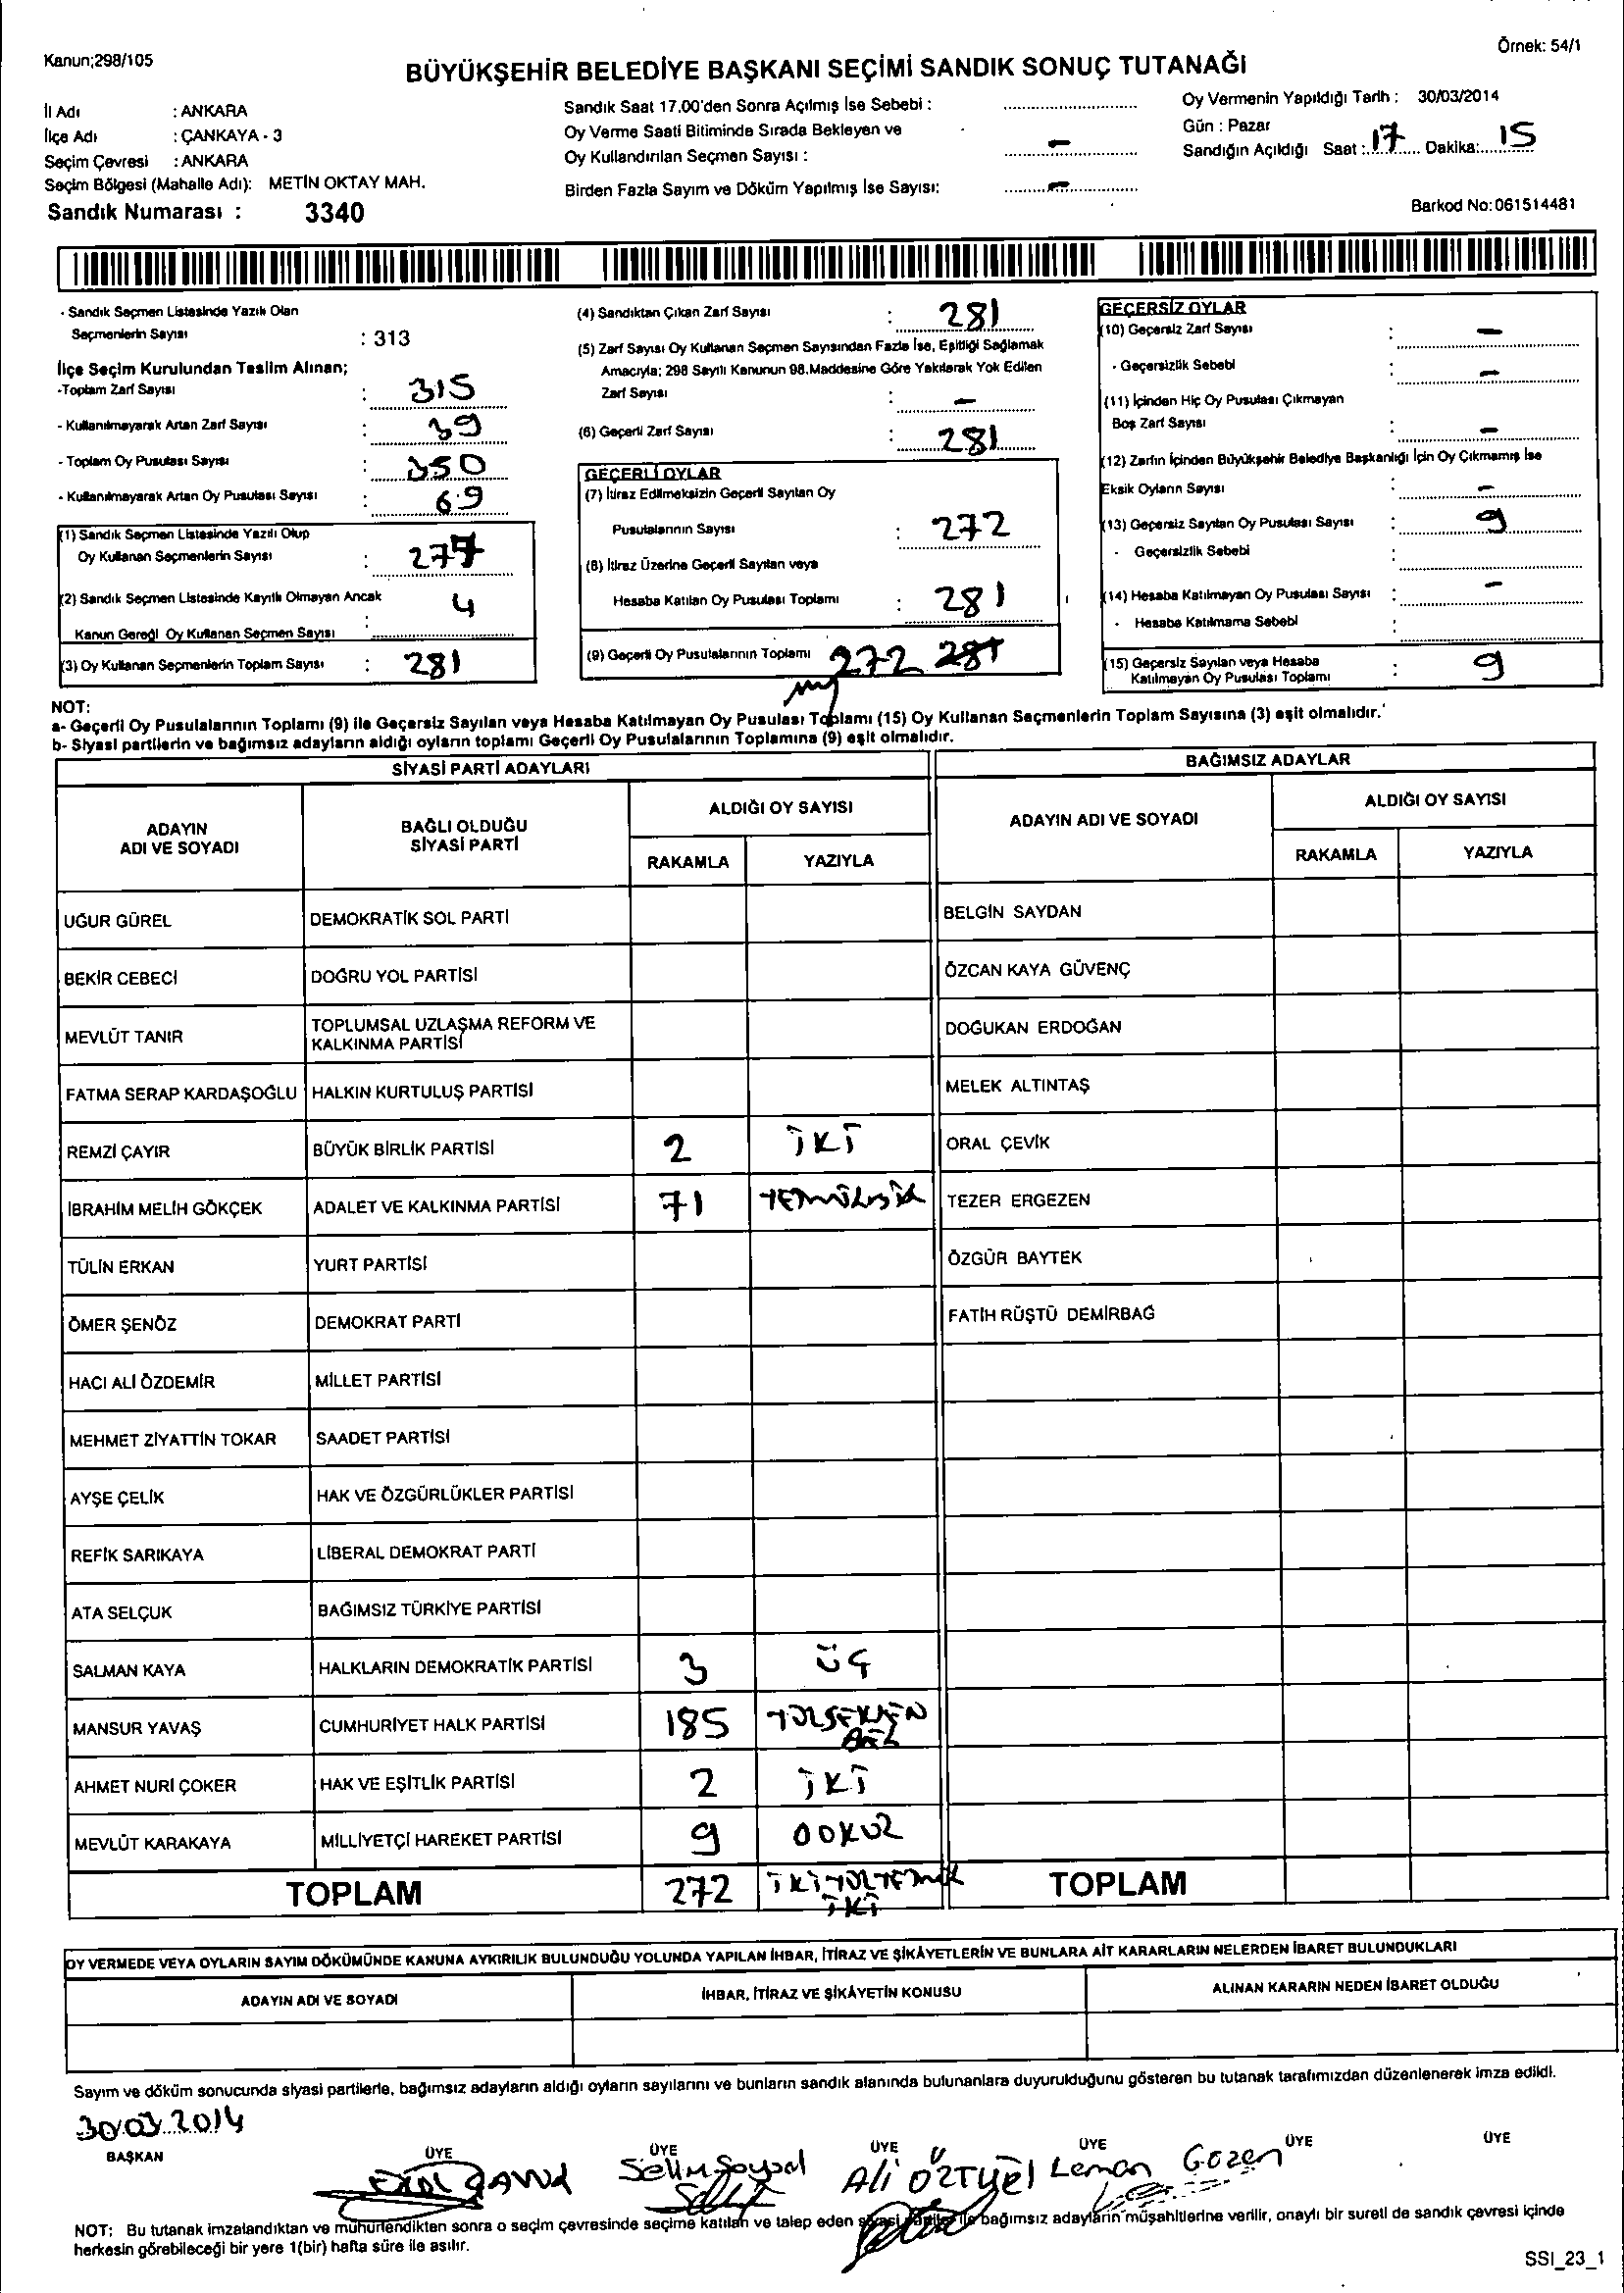 Kanun;298/105
Örnek: 54/1
BÜYÜKŞEHİR BELEDİYE BAŞKANI SEÇİMİ SANDIK SONUÇ TUTANAĞI
İl Adı : ANKARA
İlçe Adı : ÇANKAYA - 3
Seçim Çevresi : ANKARA
Seçim Bölgesi (Mahalle Adı): METİN OKTAY MAH.
Sandık Numarası : 3340
Sandık Saat 17.00'den Sonra Açılmış İse Sebebi :
Oy Verme Saati Bitiminde Sırada Bekleyen ve
Oy Kullandırılan Seçmen Sayısı : -
Birden Fazla Sayım ve Döküm Yapılmış İse Sayısı: -
Oy Vermenin Yapıldığı Tarih : 30/03/2014
Gün : Pazar
Sandığın Açıldığı Saat : 17 Dakika: 15
Barkod No:061514481
- Sandık Seçmen Listesinde Yazılı Olan
Seçmenlerin Sayısı : 313
İlçe Seçim Kurulundan Teslim Alınan;
-Toplam Zarf Sayısı : 315
- Kullanılmayarak Artan Zarf Sayısı : 39
- Toplam Oy Pusulası Sayısı : 350
- Kullanılmayarak Artan Oy Pusulası Sayısı : 69
(1) Sandık Seçmen Listesinde Yazılı Olup
Oy Kullanan Seçmenlerin Sayısı : 277
(2) Sandık Seçmen Listesinde Kayıtlı Olmayan Ancak
Kanun Gereği Oy Kullanan Seçmen Sayısı : 4
(3) Oy Kullanan Seçmenlerin Toplam Sayısı : 281
(4) Sandıktan Çıkan Zarf Sayısı : 281
(5) Zarf Sayısı Oy Kullanan Seçmen Sayısından Fazla İse, Eşitliği Sağlamak
Amacıyla; 298 Sayılı Kanunun 98.Maddesine Göre Yakılarak Yok Edilen
Zarf Sayısı : -
(6) Geçerli Zarf Sayısı : 281
GEÇERLİ OYLAR
(7) İtiraz Edilmeksizin Geçerli Sayılan Oy
Pusulalarının Sayısı : 272
(8) İtiraz Üzerine Geçerli Sayılan veya
Hesaba Katılan Oy Pusulası Toplamı : 281
(9) Geçerli Oy Pusulalarının Toplamı 272 281
GEÇERSİZ OYLAR
(10) Geçersiz Zarf Sayısı : -
- Geçersizlik Sebebi : -
(11) İçinden Hiç Oy Pusulası Çıkmayan
Boş Zarf Sayısı : -
(12) Zarfın İçinden Büyükşehir Belediye Başkanlığı İçin Oy Çıkmamış İse
Eksik Oyların Sayısı : -
(13) Geçersiz Sayılan Oy Pusulası Sayısı : 9
- Geçersizlik Sebebi :
(14) Hesaba Katılmayan Oy Pusulası Sayısı : -
- Hesaba Katılmama Sebebi :
(15) Geçersiz Sayılan veya Hesaba
Katılmayan Oy Pusulası Toplamı : 9
NOT:
a- Geçerli Oy Pusulalarının Toplamı (9) ile Geçersiz Sayılan veya Hesaba Katılmayan Oy Pusulası Toplamı (15) Oy Kullanan Seçmenlerin Toplam Sayısına (3) eşit olmalıdır.
b- Siyasi partilerin ve bağımsız adayların aldığı oyların toplamı Geçerli Oy Pusulalarının Toplamına (9) eşit olmalıdır.
SİYASİ PARTİ ADAYLARI
ADAYIN
ADI VE SOYADI
BAĞLI OLDUĞU
SİYASİ PARTİ
ALDIĞI OY SAYISI
RAKAMLA YAZIYLA
UĞUR GÜREL DEMOKRATİK SOL PARTİ
BEKİR CEBECİ DOĞRU YOL PARTİSİ
MEVLÜT TANIR TOPLUMSAL UZLAŞMA REFORM VE
KALKINMA PARTİSİ
FATMA SERAP KARDAŞOĞLU HALKIN KURTULUŞ PARTİSİ
REMZİ ÇAYIR BÜYÜK BİRLİK PARTİSİ 2 İKİ
İBRAHİM MELİH GÖKÇEK ADALET VE KALKINMA PARTİSİ 71
TÜLİN ERKAN YURT PARTİSİ
ÖMER ŞENÖZ DEMOKRAT PARTİ
HACI ALİ ÖZDEMİR MİLLET PARTİSİ
MEHMET ZİYATTİN TOKAR SAADET PARTİSİ
AYŞE ÇELİK HAK VE ÖZGÜRLÜKLER PARTİSİ
REFİK SARIKAYA LİBERAL DEMOKRAT PARTİ
ATA SELÇUK BAĞIMSIZ TÜRKİYE PARTİSİ
SALMAN KAYA HALKLARIN DEMOKRATİK PARTİSİ 3 ÜÇ
MANSUR YAVAŞ CUMHURİYET HALK PARTİSİ 185 YÜZSEKSEN
BEŞ
AHMET NURİ ÇOKER HAK VE EŞİTLİK PARTİSİ 2 İKİ
MEVLÜT KARAKAYA MİLLİYETÇİ HAREKET PARTİSİ 9 DOKUZ
TOPLAM 272 İKİYÜZYETMİŞ
İKİ
BAĞIMSIZ ADAYLAR
ADAYIN ADI VE SOYADI
ALDIĞI OY SAYISI
RAKAMLA YAZIYLA
BELGİN SAYDAN
ÖZCAN KAYA GÜVENÇ
DOĞUKAN ERDOĞAN
MELEK ALTINTAŞ
ORAL ÇEVİK
TEZER ERGEZEN
ÖZGÜR BAYTEK
FATİH RÜŞTÜ DEMİRBAĞ
TOPLAM
OY VERMEDE VEYA OYLARIN SAYIM DÖKÜMÜNDE KANUNA AYKIRILIK BULUNDUĞU YOLUNDA YAPILAN İHBAR, İTİRAZ VE ŞİKÂYETLERİN VE BUNLARA AİT KARARLARIN NELERDEN İBARET BULUNDUKLARI
ADAYIN ADI VE SOYADI
İHBAR, İTİRAZ VE ŞİKÂYETİN KONUSU
ALINAN KARARIN NEDEN İBARET OLDUĞU
Sayım ve döküm sonucunda siyasi partilerle, bağımsız adayların aldığı oyların sayılarını ve bunların sandık alanında bulunanlara duyurulduğunu gösteren bu tutanak tarafımızdan düzenlenerek imza edildi.
30.03.2014
BAŞKAN ÜYE ÜYE ÜYE ÜYE ÜYE ÜYE
Selim Soysal Ali ÖZTÜRK Leman Gözen
NOT: Bu tutanak imzalandıktan ve mühürlendikten sonra o seçim çevresinde seçime katılan ve talep eden siyasi partiler ile bağımsız adayların müşahitlerine verilir, onaylı bir sureti de sandık çevresi içinde
herkesin görebileceği bir yere 1(bir) hafta süre ile asılır.
SSI_23_1